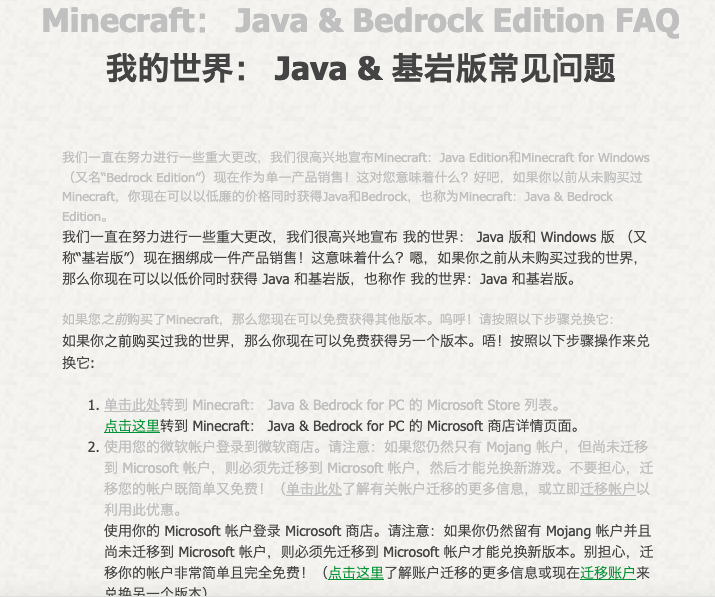 Minecraft： Java & Bedrock Edition FAQ
我的世界： Java & 基岩版常见问题
我们一直在努力进行一些重大更改，我们很高兴地宣布Minecraft：Java Edition和Minecraft for Windows
（又名“Bedrock Edition”）现在作为单一产品销售！这对您意味着什么？好吧，如果你以前从未购买过
Minecraft，你现在可以以低廉的价格同时获得Java和Bedrock，也称为Minecraft：Java & Bedrock
Edition。
我们一直在努力进行一些重大更改，我们很高兴地宣布 我的世界： Java 版和 Windows 版 （又
称“基岩版”）现在捆绑成一件产品销售！这意味着什么？嗯，如果你之前从未购买过我的世界，
那么你现在可以以低价同时获得 Java 和基岩版，也称作 我的世界：Java 和基岩版。
如果您之前购买了Minecraft，那么您现在可以免费获得其他版本。呜呼！请按照以下步骤兑换它：
如果你之前购买过我的世界，那么你现在可以免费获得另一个版本。唔！按照以下步骤操作来兑
换它：
1. 单击此处转到 Minecraft： Java & Bedrock for PC 的 Microsoft Store 列表。
点击这里转到 Minecraft： Java & Bedrock for PC 的 Microsoft 商店详情页面。
2. 使用您的微软帐户登录到微软商店。请注意：如果您仍然只有 Mojang 帐户，但尚未迁移
到 Microsoft 帐户，则必须先迁移到 Microsoft 帐户，然后才能兑换新游戏。不要担心，迁
移您的帐户既简单又免费！（单击此处了解有关帐户迁移的更多信息，或立即迁移帐户以
利用此优惠。
使用你的 Microsoft 帐户登录 Microsoft 商店。请注意：如果你仍然留有 Mojang 帐户并且
尚未迁移到 Microsoft 帐户，则必须先迁移到 Microsoft 帐户才能兑换新版本。别担心，迁
移你的帐户非常简单且完全免费！（点击这里了解账户迁移的更多信息或现在迁移账户来
兑换另一个版本）